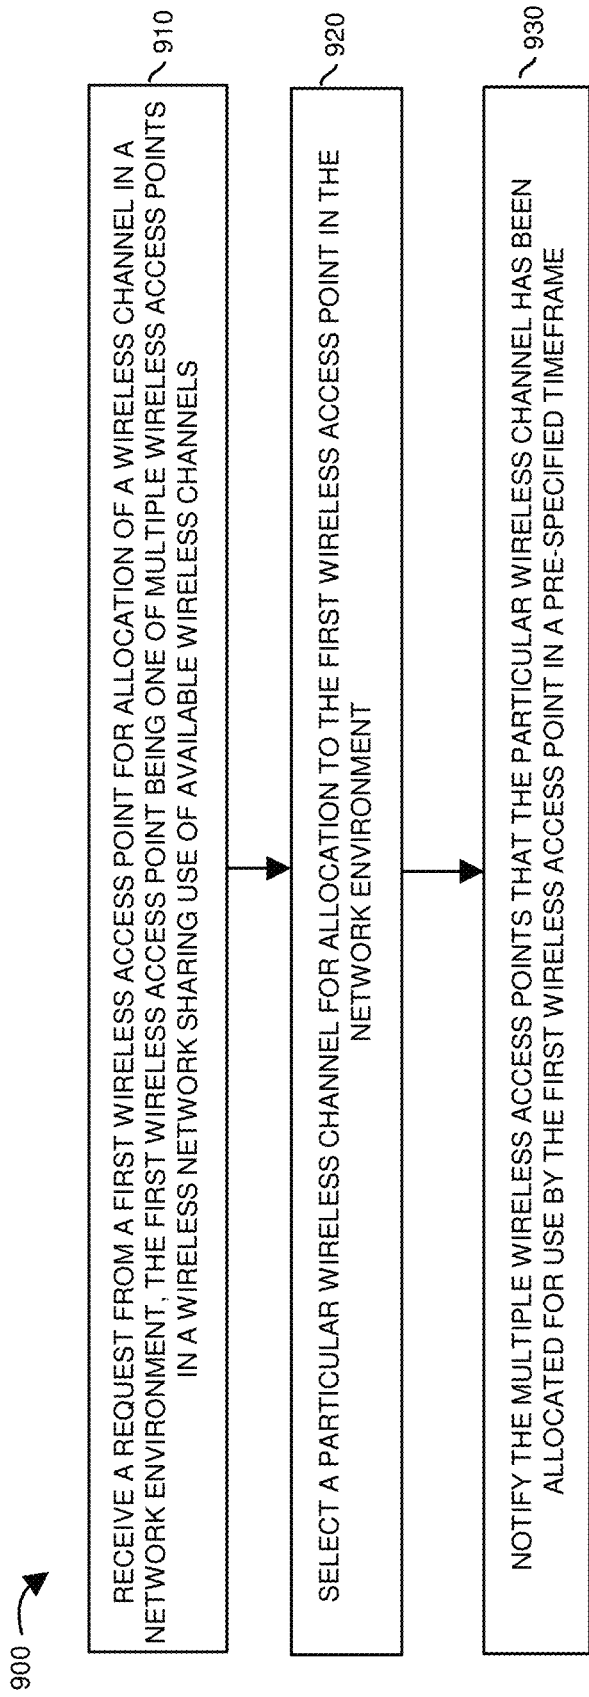 900
RECEIVE A REQUEST FROM A FIRST WIRELESS ACCESS POINT FOR ALLOCATION OF A WIRELESS CHANNEL IN A
NETWORK ENVIRONMENT, THE FIRST WIRELESS ACCESS POINT BEING ONE OF MULTIPLE WIRELESS ACCESS POINTS
IN A WIRELESS NETWORK SHARING USE OF AVAILABLE WIRELESS CHANNELS
910
SELECT A PARTICULAR WIRELESS CHANNEL FOR ALLOCATION TO THE FIRST WIRELESS ACCESS POINT IN THE
NETWORK ENVIRONMENT
920
NOTIFY THE MULTIPLE WIRELESS ACCESS POINTS THAT THE PARTICULAR WIRELESS CHANNEL HAS BEEN
ALLOCATED FOR USE BY THE FIRST WIRELESS ACCESS POINT IN A PRE-SPECIFIED TIMEFRAME
930